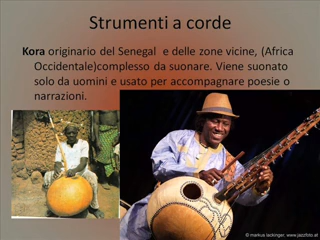 Strumenti a corde
Kora originario del Senegal e delle zone vicine, (Africa
Occidentale)complesso da suonare. Viene suonato
solo da uomini e usato per accompagnare poesie o
narrazioni.
© markus lackinger, www.jazzfoto.at